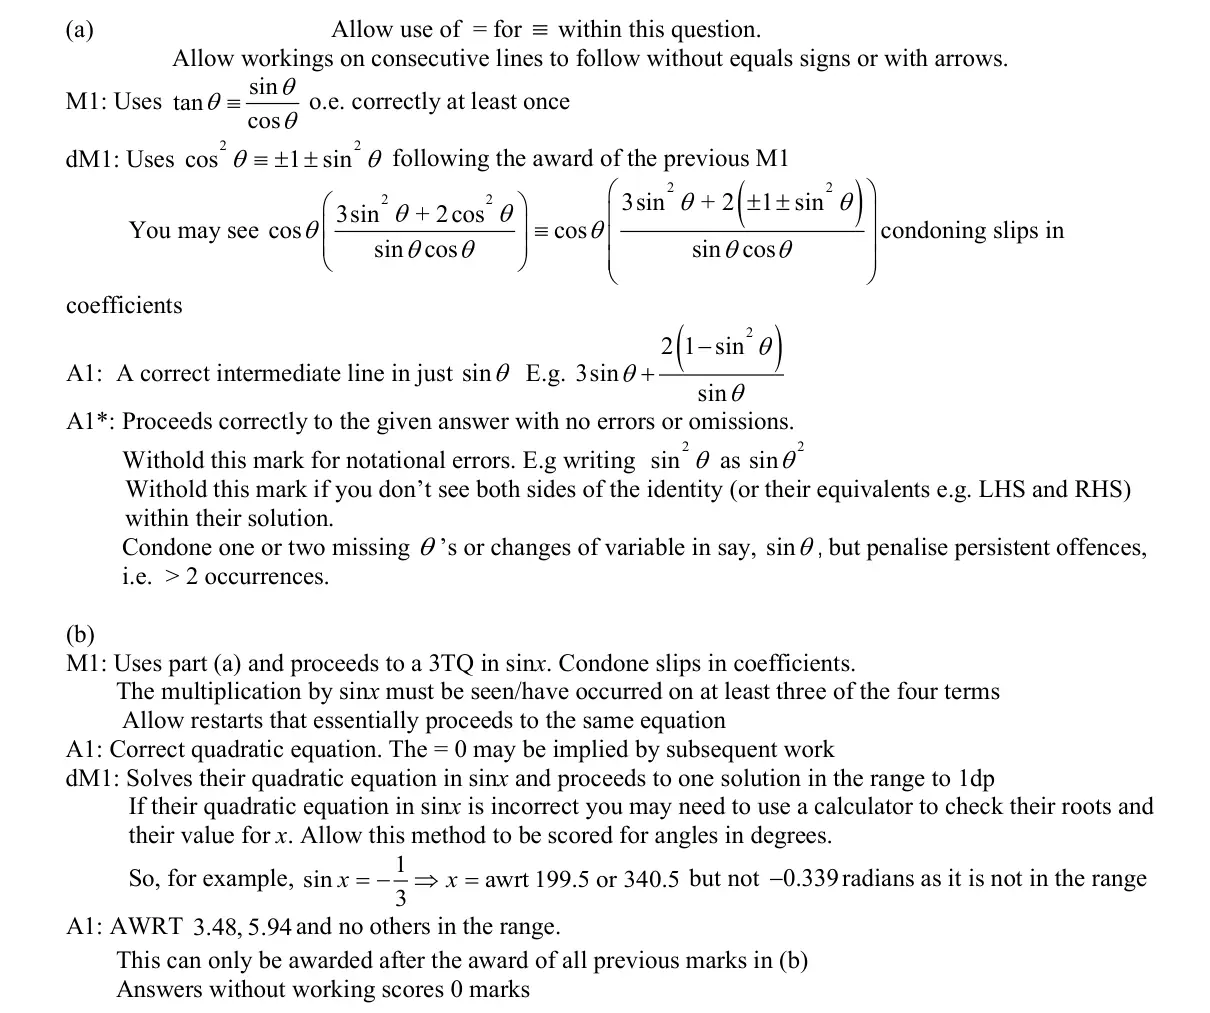 (a) Allow use of = for ≡ within this question.
Allow workings on consecutive lines to follow without equals signs or with arrows.
M1: Uses tan θ ≡ sin θ / cos θ o.e. correctly at least once
dM1: Uses cos² θ ≡ ±1 ± sin² θ following the award of the previous M1
You may see cos θ ( (3 sin² θ + 2 cos² θ) / (sin θ cos θ) ) ≡ cos θ ( (3 sin² θ + 2(±1 ± sin² θ)) / (sin θ cos θ) ) condoning slips in
coefficients
A1: A correct intermediate line in just sin θ E.g. 3 sin θ + 2(1 − sin² θ) / sin θ
A1*: Proceeds correctly to the given answer with no errors or omissions.
Withold this mark for notational errors. E.g writing sin² θ as sin θ²
Withold this mark if you don’t see both sides of the identity (or their equivalents e.g. LHS and RHS)
within their solution.
Condone one or two missing θ ’s or changes of variable in say, sin θ , but penalise persistent offences,
i.e. > 2 occurrences.
(b)
M1: Uses part (a) and proceeds to a 3TQ in sinx. Condone slips in coefficients.
The multiplication by sinx must be seen/have occurred on at least three of the four terms
Allow restarts that essentially proceeds to the same equation
A1: Correct quadratic equation. The = 0 may be implied by subsequent work
dM1: Solves their quadratic equation in sinx and proceeds to one solution in the range to 1dp
If their quadratic equation in sinx is incorrect you may need to use a calculator to check their roots and
their value for x. Allow this method to be scored for angles in degrees.
So, for example, sin x = −1/3 ⇒ x = awrt 199.5 or 340.5 but not −0.339 radians as it is not in the range
A1: AWRT 3.48, 5.94 and no others in the range.
This can only be awarded after the award of all previous marks in (b)
Answers without working scores 0 marks